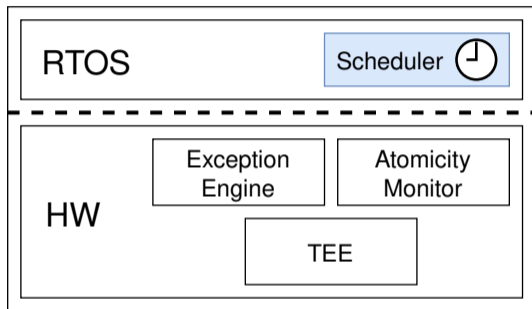 RTOS
Scheduler
HW
Exception
Engine
Atomicity
Monitor
TEE